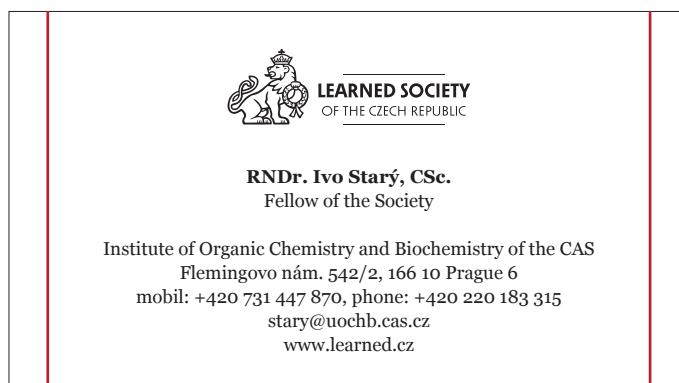 LEARNED SOCIETY
OF THE CZECH REPUBLIC
RNDr. Ivo Starý, CSc.
Fellow of the Society
Institute of Organic Chemistry and Biochemistry of the CAS
Flemingovo nám. 542/2, 166 10 Prague 6
mobil: +420 731 447 870, phone: +420 220 183 315
stary@uochb.cas.cz
www.learned.cz